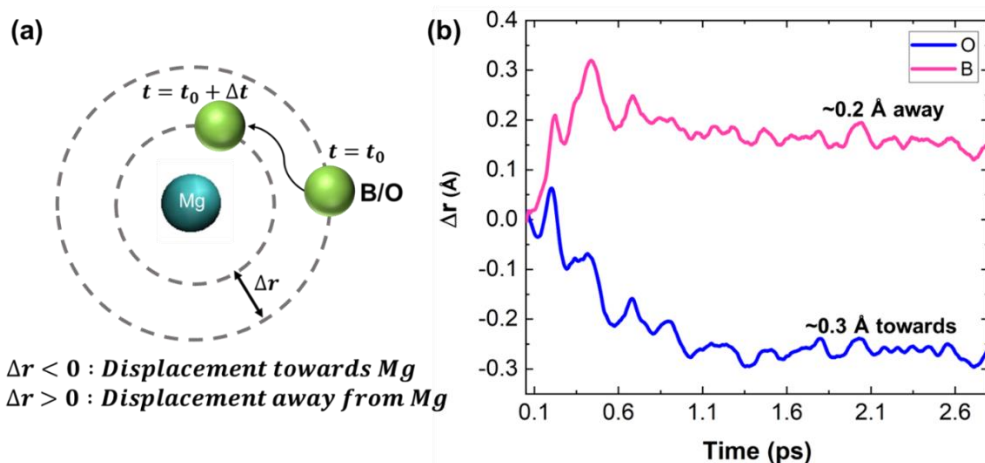 (a)
t = t₀ + Δt
t = t₀
Mg
B/O
Δr
Δr < 0 : Displacement towards Mg
Δr > 0 : Displacement away from Mg
(b)
O
B
~0.2 Å away
~0.3 Å towards
Δr (Å)
0.4
0.3
0.2
0.1
0.0
-0.1
-0.2
-0.3
0.1 0.6 1.1 1.6 2.1 2.6
Time (ps)